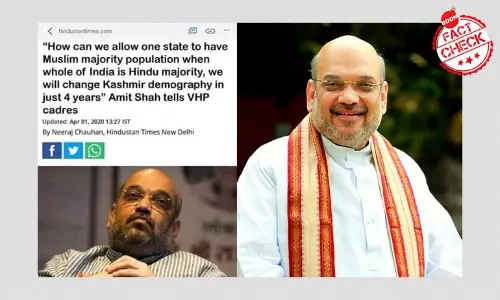 hindustantimes.com
“How can we allow one state to have
Muslim majority population when
whole of India is Hindu majority, we
will change Kashmir demography in
just 4 years” Amit Shah tells VHP
cadres
Updated: Apr 01, 2020 13:27 IST
By Neeraj Chauhan, Hindustan Times New Delhi
BOOM
FACT
CHECK